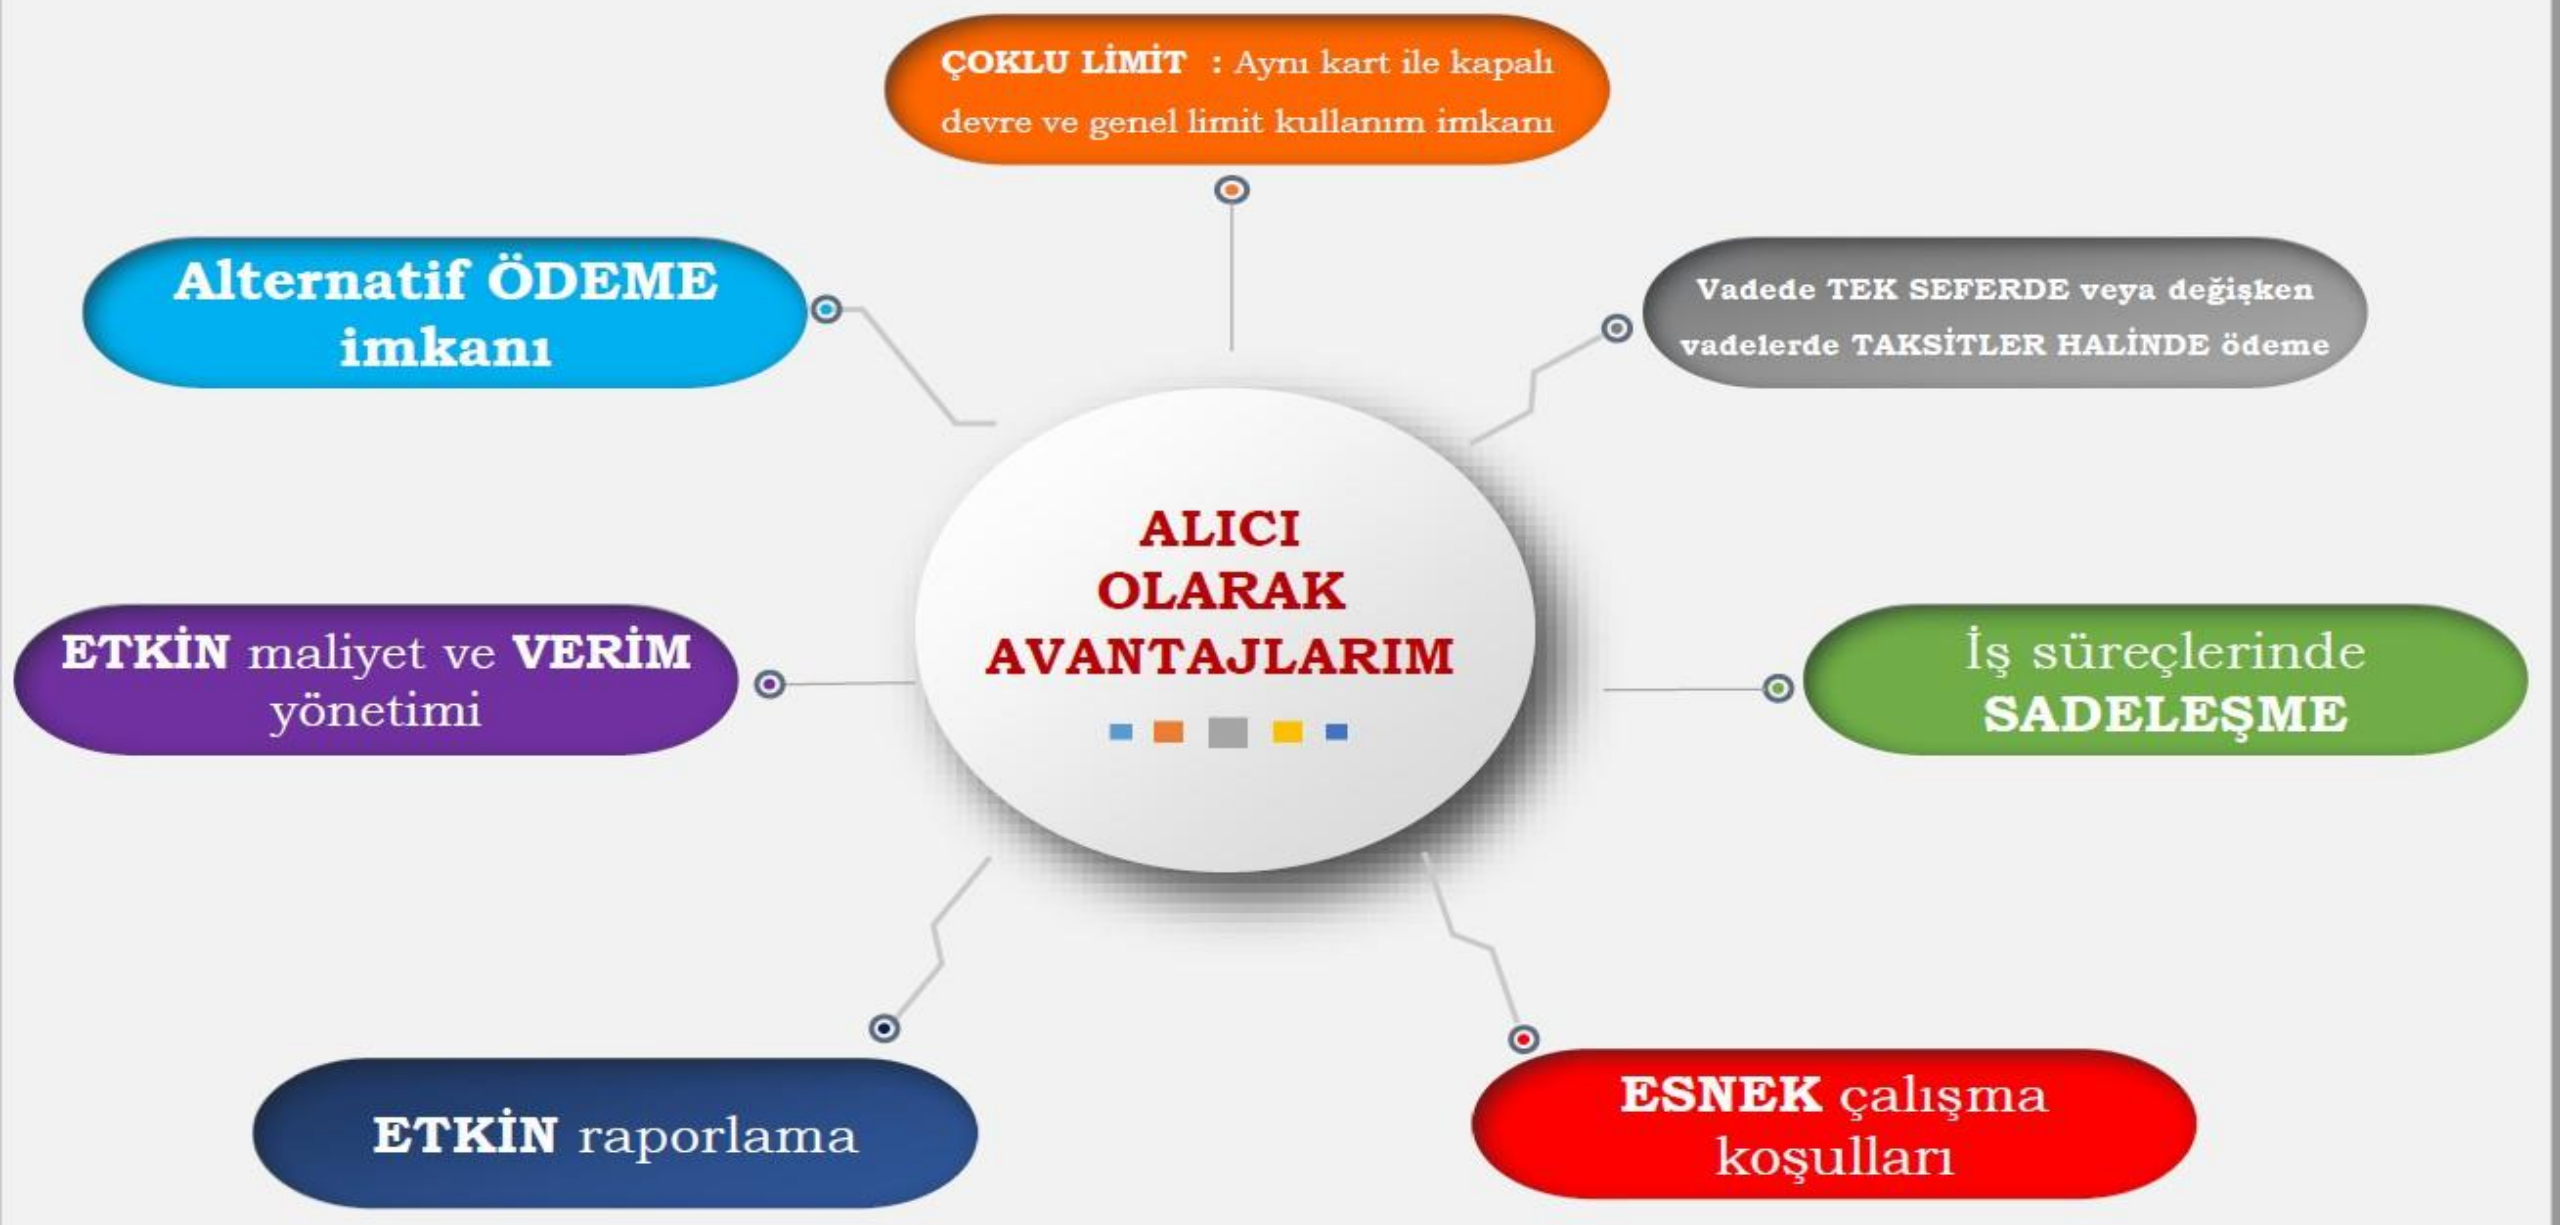 ÇOKLU LİMİT : Aynı kart ile kapalı
devre ve genel limit kullanım imkanı
Alternatif ÖDEME
imkanı
Vadede TEK SEFERDE veya değişken
vadelerde TAKSİTLER HALİNDE ödeme
ALICI
OLARAK
AVANTAJLARIM
ETKİN maliyet ve VERİM
yönetimi
İş süreçlerinde
SADELEŞME
ETKİN raporlama
ESNEK çalışma
koşulları